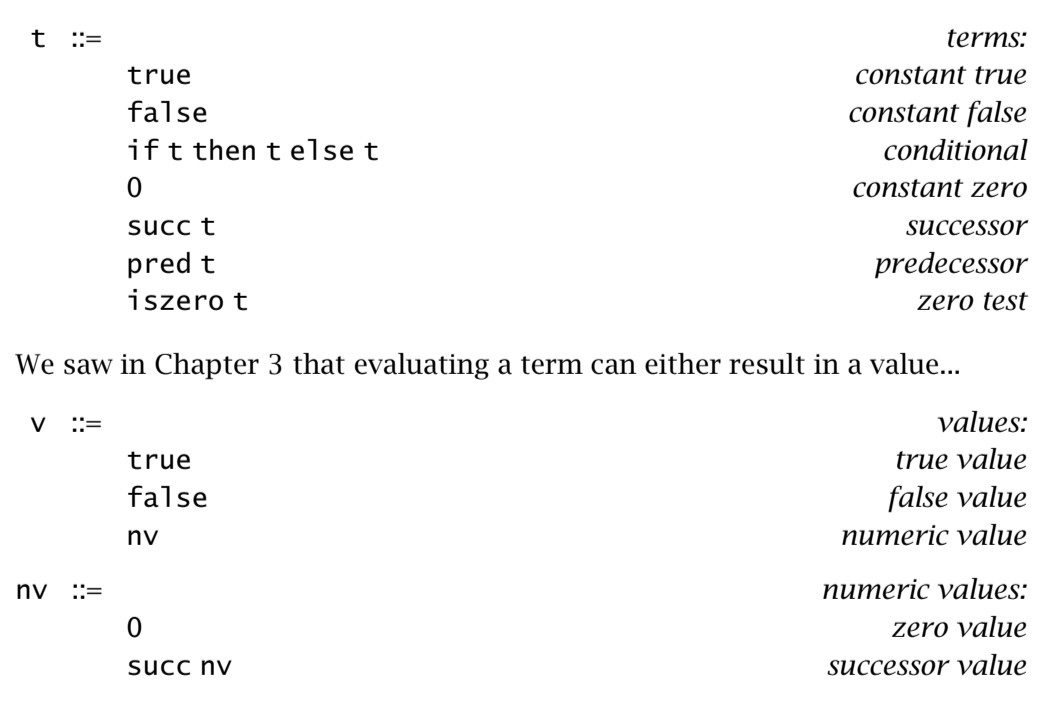 t ::= terms:
true constant true
false constant false
if t then t else t conditional
0 constant zero
succ t successor
pred t predecessor
iszero t zero test
We saw in Chapter 3 that evaluating a term can either result in a value...
v ::= values:
true true value
false false value
nv numeric value
nv ::= numeric values:
0 zero value
succ nv successor value